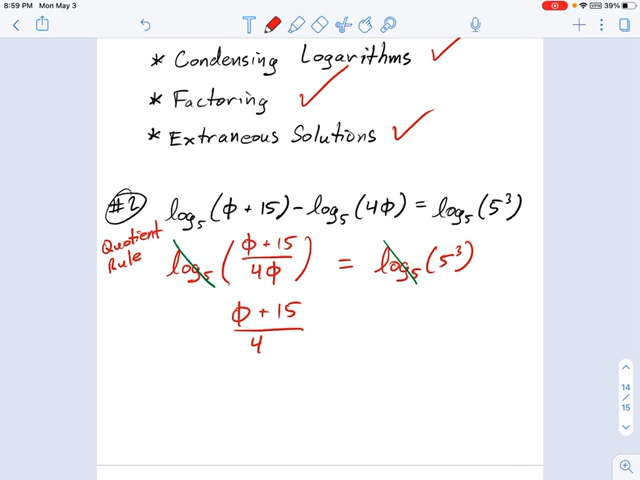 8:59 PM Mon May 3
39%
* Condensing Logarithms ✓
* Factoring ✓
* Extraneous Solutions ✓
#2 log₅(ϕ + 15) − log₅(4ϕ) = log₅(5³)
Quotient Rule
log₅((ϕ + 15)/(4ϕ)) = log₅(5³)
ϕ + 15
4
14 / 15